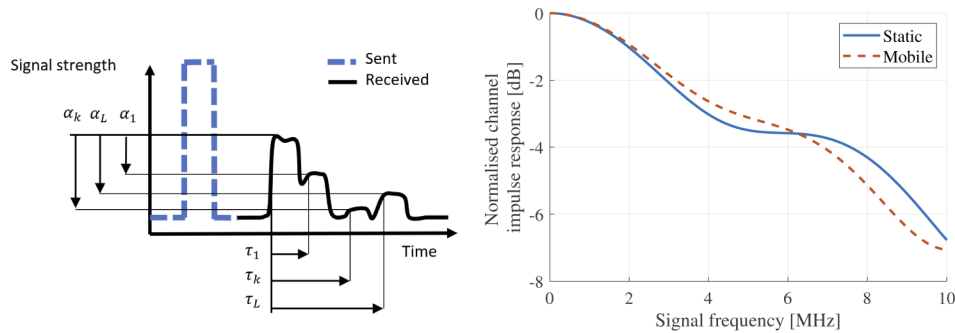 Signal strength
Sent
Received
α_k α_L α_1
Time
τ_1
τ_k
τ_L
Normalised channel
impulse response [dB]
0
-2
-4
-6
-8
Static
Mobile
0 2 4 6 8 10
Signal frequency [MHz]